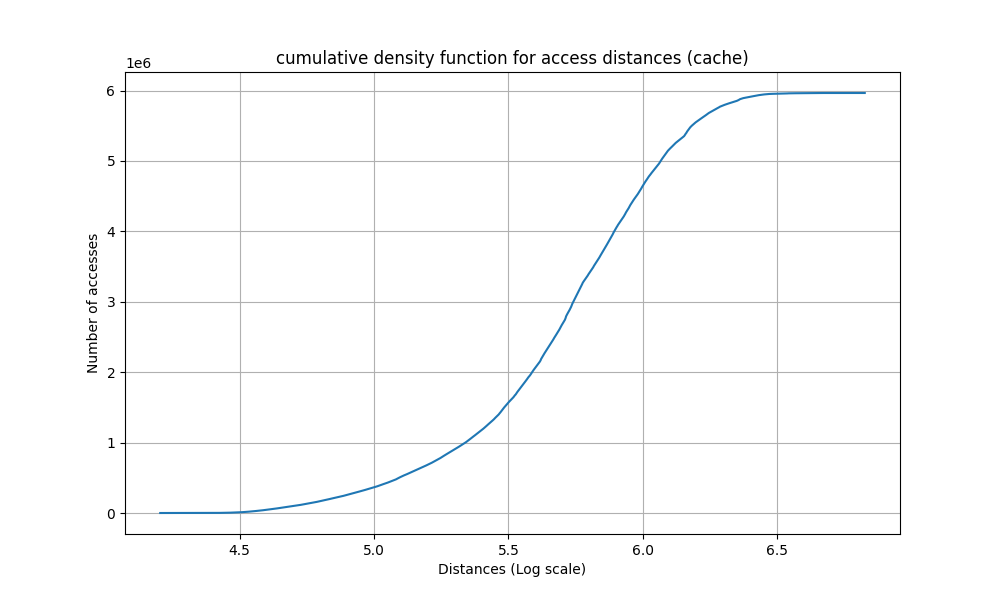 cumulative density function for access distances (cache)
1e6
6
5
4
3
2
1
0
Number of accesses
4.5 5.0 5.5 6.0 6.5
Distances (Log scale)